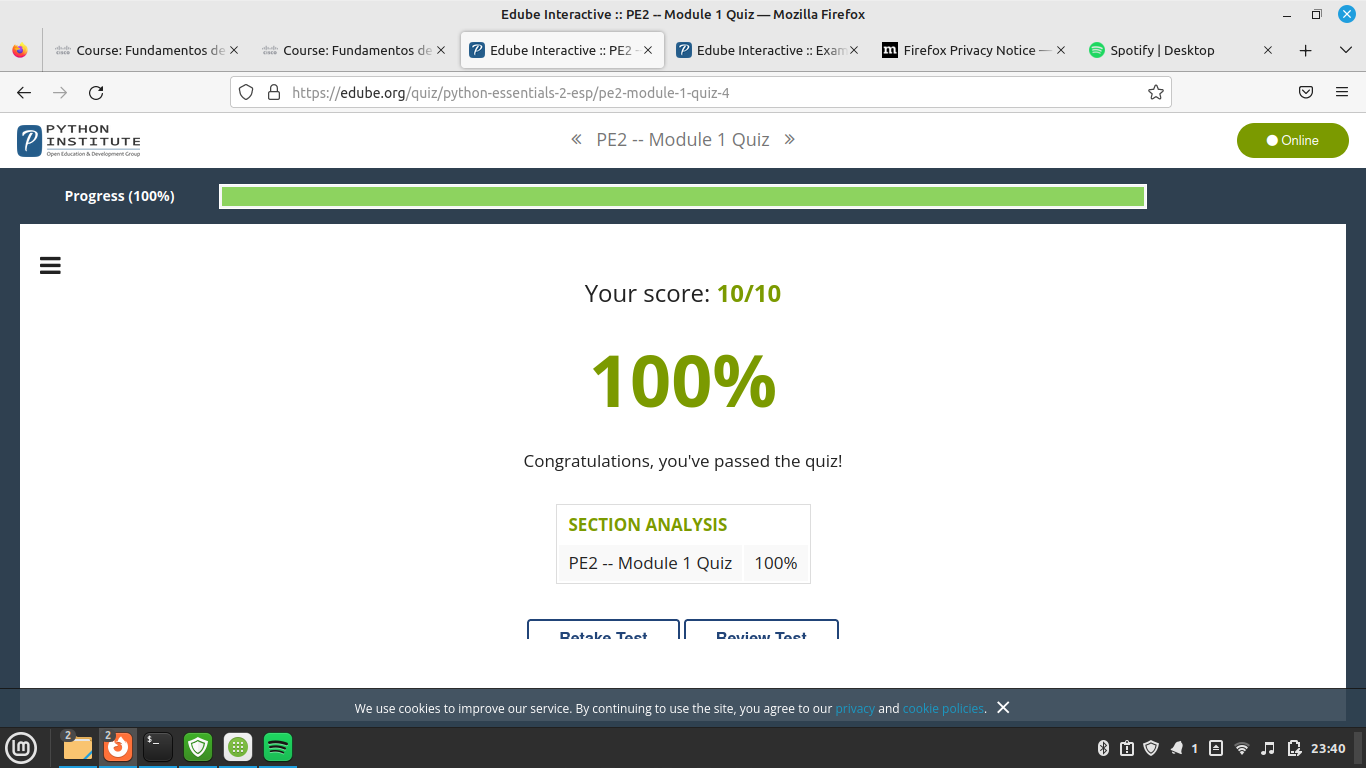 Edube Interactive :: PE2 -- Module 1 Quiz — Mozilla Firefox
Course: Fundamentos de
Course: Fundamentos de
Edube Interactive :: PE2 -
Edube Interactive :: Exam
Firefox Privacy Notice —
Spotify | Desktop
https://edube.org/quiz/python-essentials-2-esp/pe2-module-1-quiz-4
PYTHON
INSTITUTE
Open Education & Development Group
« PE2 -- Module 1 Quiz »
Online
Progress (100%)
Your score: 10/10
100%
Congratulations, you've passed the quiz!
SECTION ANALYSIS
PE2 -- Module 1 Quiz 100%
Retake Test
Review Test
We use cookies to improve our service. By continuing to use the site, you agree to our privacy and cookie policies.
2
2
1
23:40